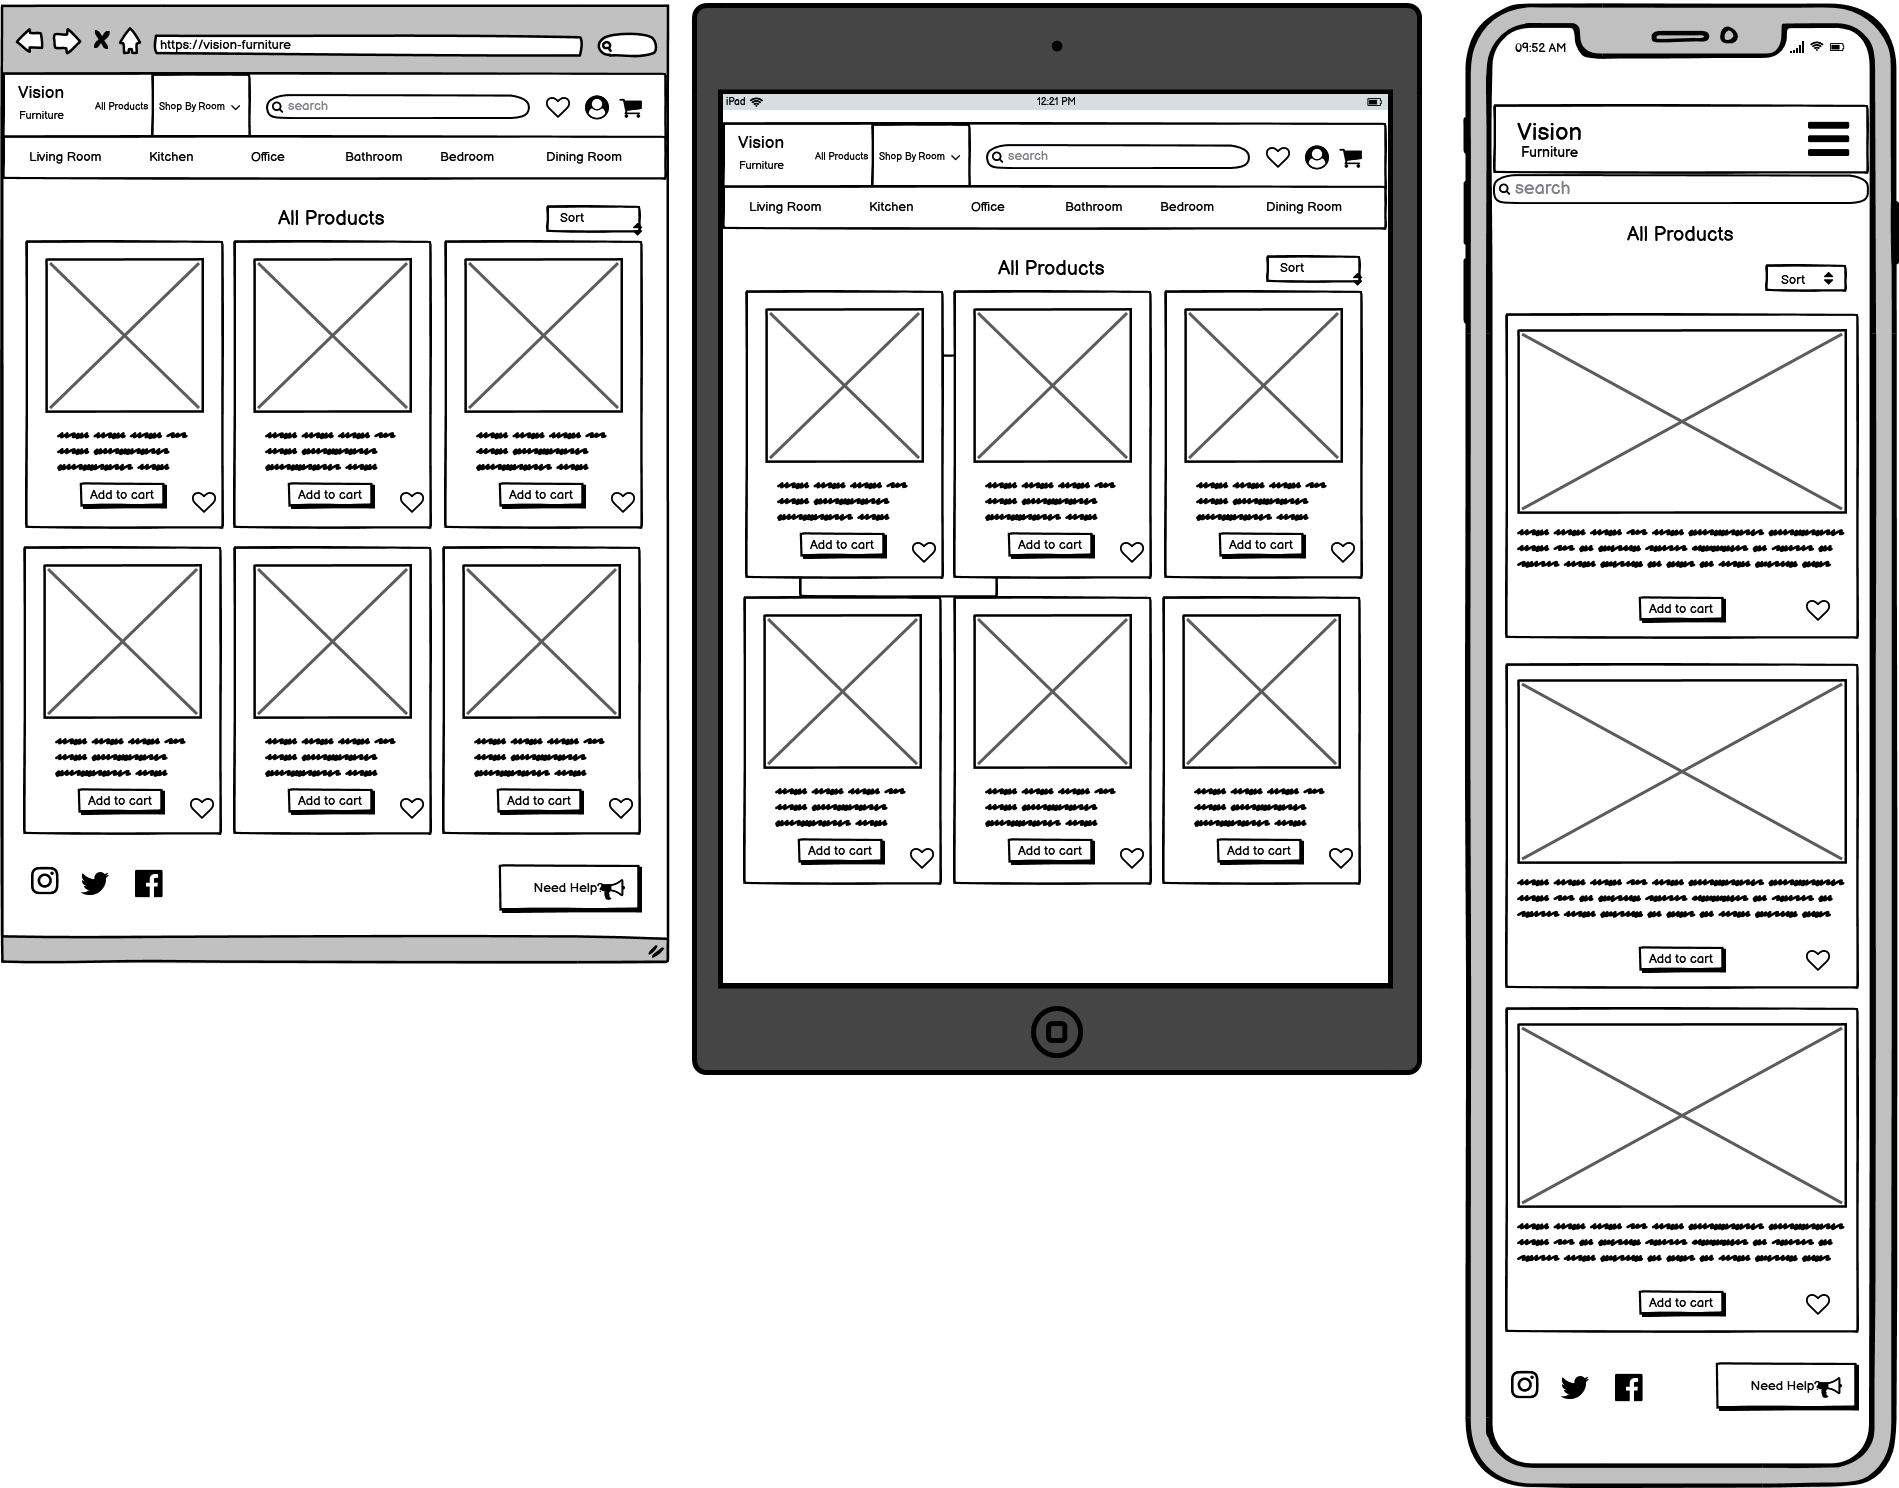 https://vision-furniture
Vision
Furniture
All Products
Shop By Room
search
Living Room Kitchen Office Bathroom Bedroom Dining Room
All Products
Sort
Add to cart Add to cart Add to cart
Add to cart Add to cart Add to cart
Need Help?
iPad 12:21 PM
Vision
Furniture
All Products
Shop By Room
search
Living Room Kitchen Office Bathroom Bedroom Dining Room
All Products
Sort
Add to cart Add to cart Add to cart
Add to cart Add to cart Add to cart
09:52 AM
Vision
Furniture
search
All Products
Sort
Add to cart
Add to cart
Add to cart
Need Help?